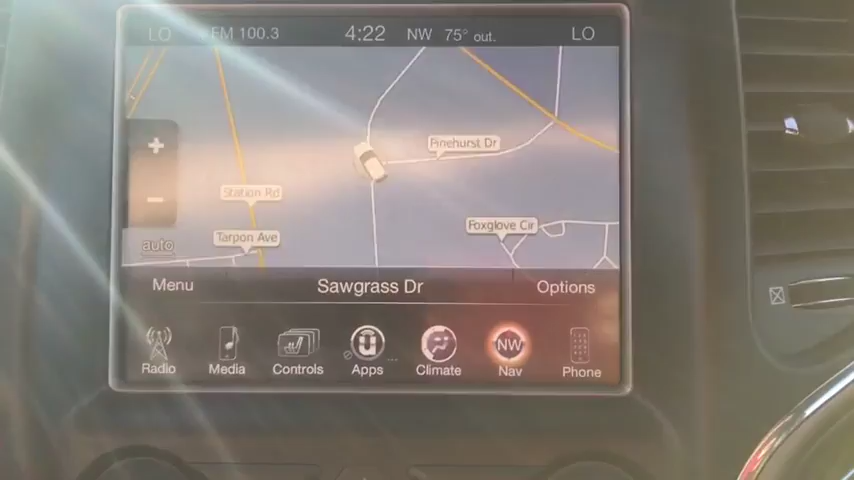 LO FM 100.3 4:22 NW 75° out. LO
+
Pinehurst Dr
–
Station Rd
Foxglove Cir
Tarpon Ave
auto
Menu Sawgrass Dr Options
NW
Radio Media Controls Apps Climate Nav Phone